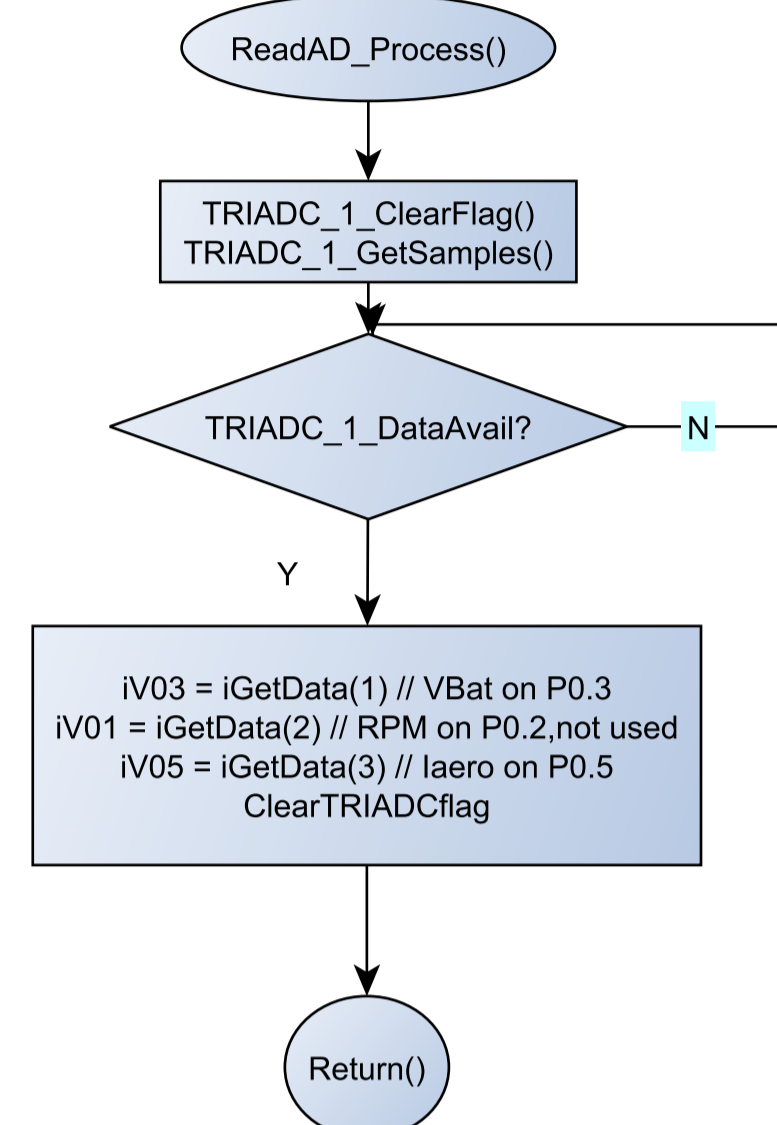 ReadAD_Process()
TRIADC_1_ClearFlag()
TRIADC_1_GetSamples()
TRIADC_1_DataAvail?
N
Y
iV03 = iGetData(1) // VBat on P0.3
iV01 = iGetData(2) // RPM on P0.2,not used
iV05 = iGetData(3) // Iaero on P0.5
ClearTRIADCflag
Return()